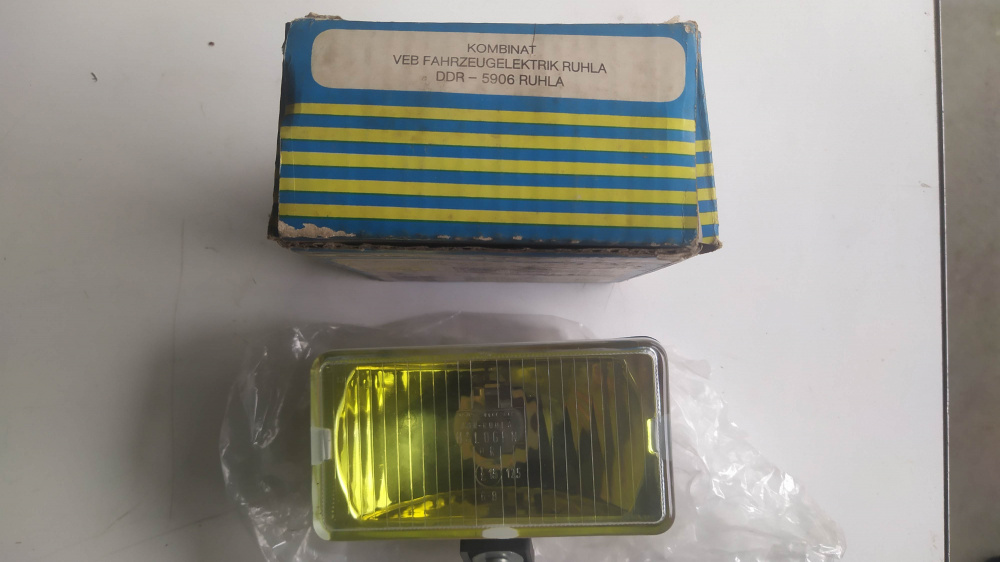 KOMBINAT
VEB FAHRZEUGELEKTRIK RUHLA
DDR – 5906 RUHLA